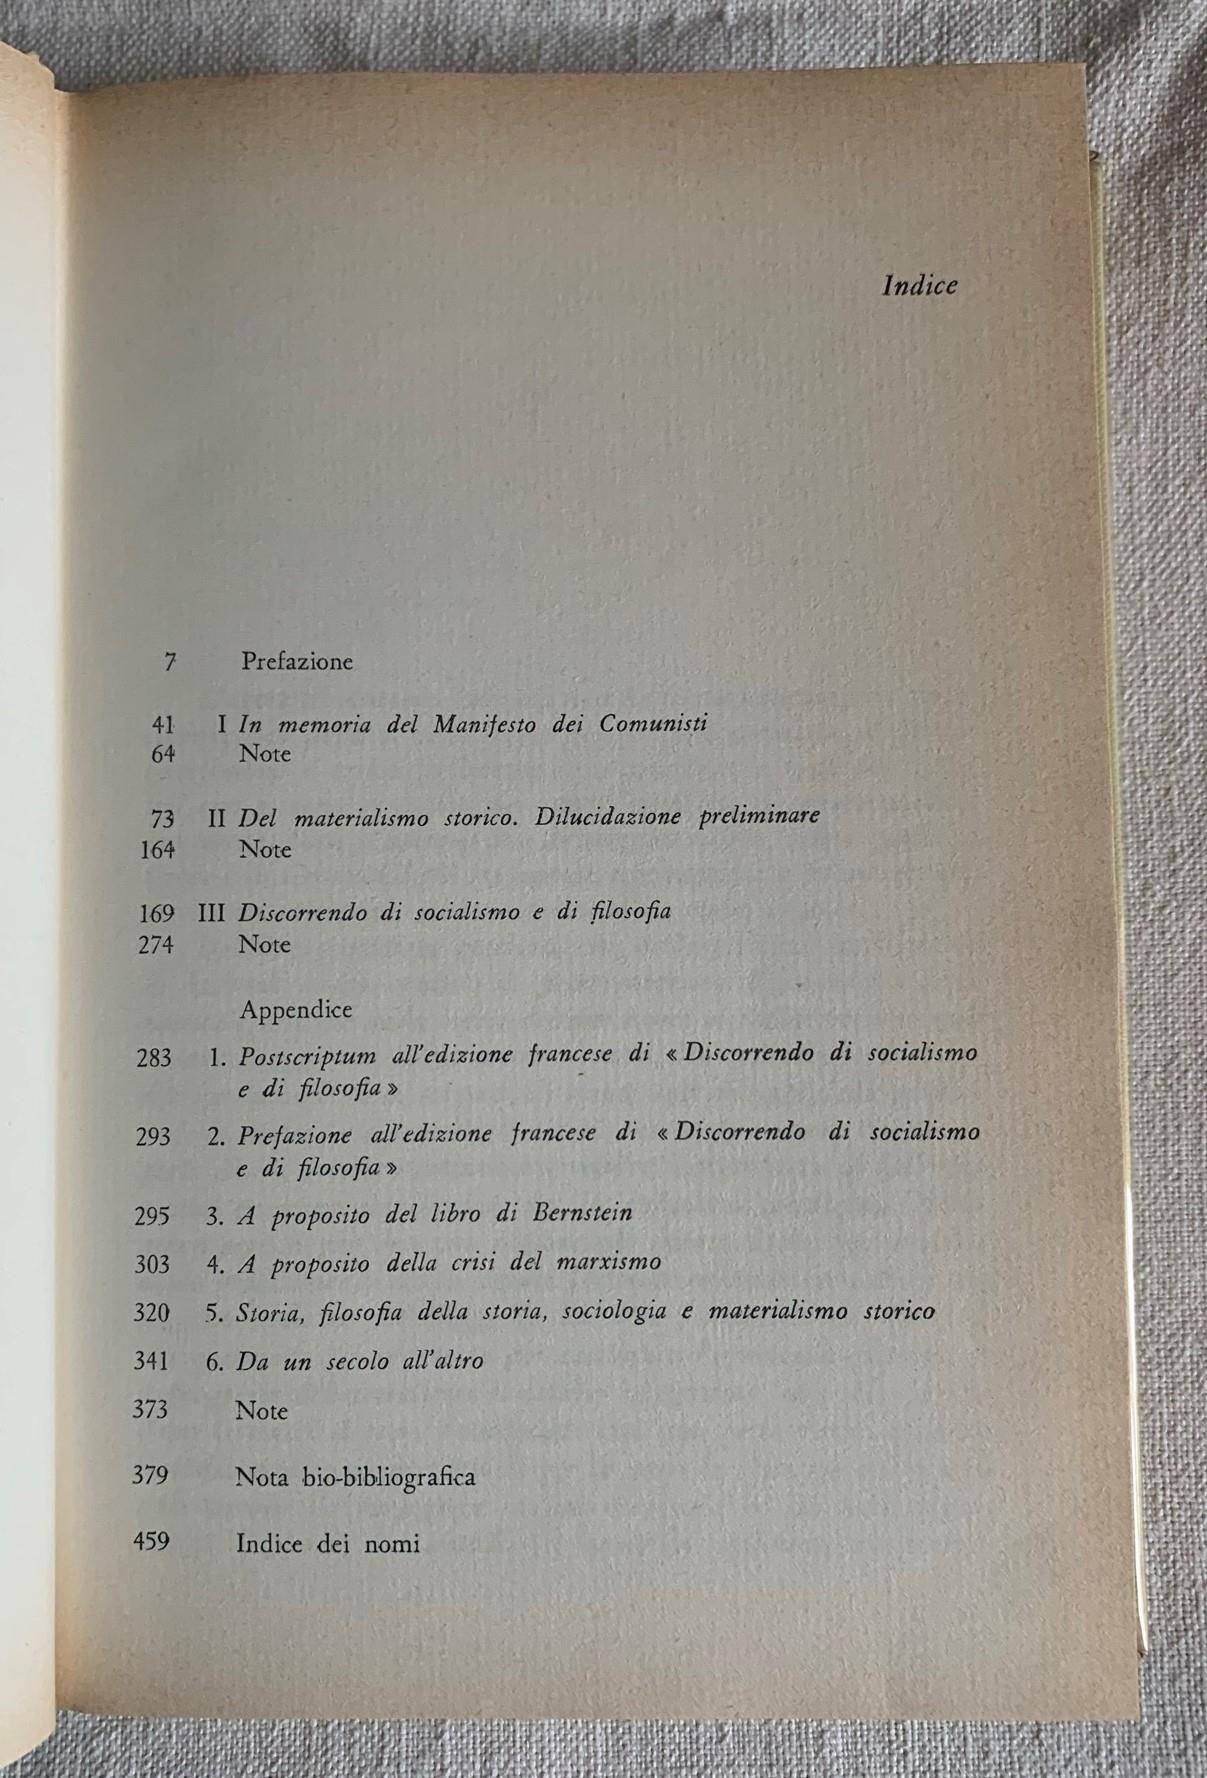 Indice
7 Prefazione
41 I In memoria del Manifesto dei Comunisti
64 Note
73 II Del materialismo storico. Dilucidazione preliminare
164 Note
169 III Discorrendo di socialismo e di filosofia
274 Note
Appendice
283 1. Postscriptum all'edizione francese di « Discorrendo di socialismo
e di filosofia »
293 2. Prefazione all'edizione francese di « Discorrendo di socialismo
e di filosofia »
295 3. A proposito del libro di Bernstein
303 4. A proposito della crisi del marxismo
320 5. Storia, filosofia della storia, sociologia e materialismo storico
341 6. Da un secolo all'altro
373 Note
379 Nota bio-bibliografica
459 Indice dei nomi